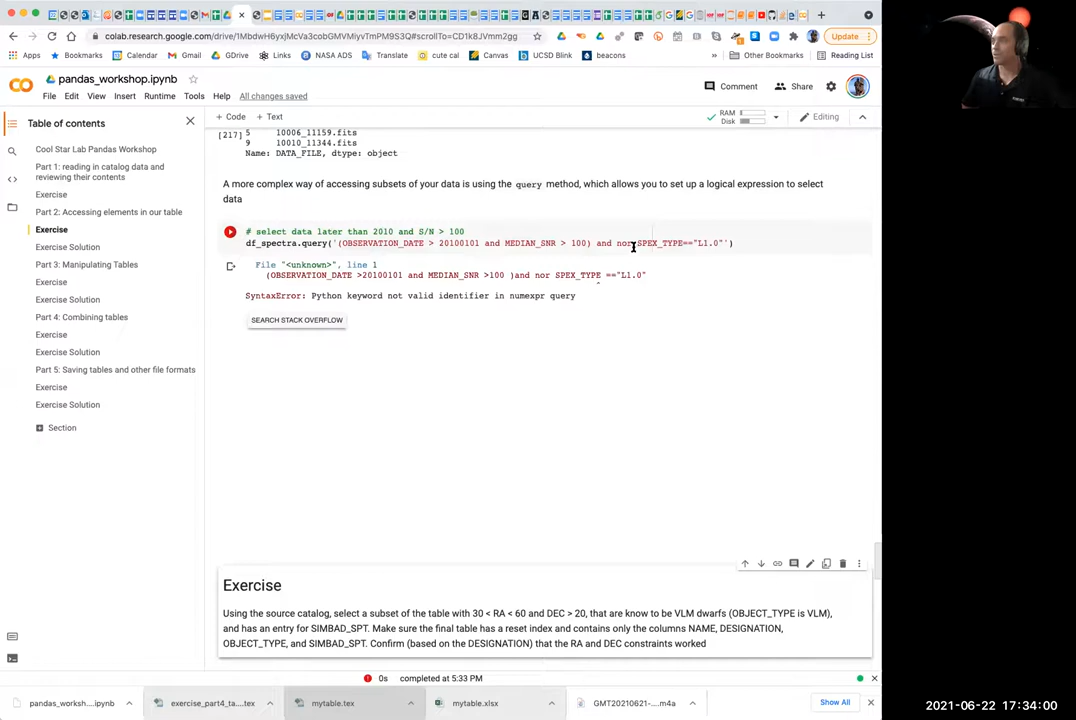 colab.research.google.com/drive/1MbdwH6yxjMcVa3cobGMVMiyvTmPM9S3Q#scrollTo=CD1k8JVmm2gg
Update
Apps
Bookmarks
Calendar
Gmail
GDrive
Links
NASA ADS
Translate
Bookmarks
Canvas
UCSD Blink
beacons
»
Reading List
pandas_workshop.ipynb
File Edit View Insert Runtime Tools Help All changes saved
Comment
Share
Table of contents
+ Code + Text
RAM
Disk
Editing
Cool Star Lab Pandas Workshop
Part 1: reading in catalog data and
reviewing their contents
Exercise
Part 2: Accessing elements in our table
Exercise
Exercise Solution
Part 3: Manipulating Tables
Exercise
Exercise Solution
Part 4: Combining tables
Exercise
Exercise Solution
Part 5: Saving tables and other file formats
Exercise
Exercise Solution
Section
[217] 5 10006_11159.fits
9 10010_11344.fits
Name: DATA_FILE, dtype: object
A more complex way of accessing subsets of your data is using the query method, which allows you to set up a logical expression to select
data
# select data later than 2010 and S/N > 100
df_spectra.query('(OBSERVATION_DATE > 20100101 and MEDIAN_SNR > 100) and nor SPEX_TYPE=="L1.0"')
File "<unknown>", line 1
(OBSERVATION_DATE >20100101 and MEDIAN_SNR >100 )and nor SPEX_TYPE =="L1.0"
^
SyntaxError: Python keyword not valid identifier in numexpr query
SEARCH STACK OVERFLOW
Exercise
Using the source catalog, select a subset of the table with 30 < RA < 60 and DEC > 20, that are know to be VLM dwarfs (OBJECT_TYPE is VLM),
and has an entry for SIMBAD_SPT. Make sure the final table has a reset index and contains only the columns NAME, DESIGNATION,
OBJECT_TYPE, and SIMBAD_SPT. Confirm (based on the DESIGNATION) that the RA and DEC constraints worked
0s completed at 5:33 PM
pandas_worksh....ipynb
exercise_part4_ta....tex
mytable.tex
mytable.xlsx
GMT20210621-....m4a
Show All
2021-06-22 17:34:00